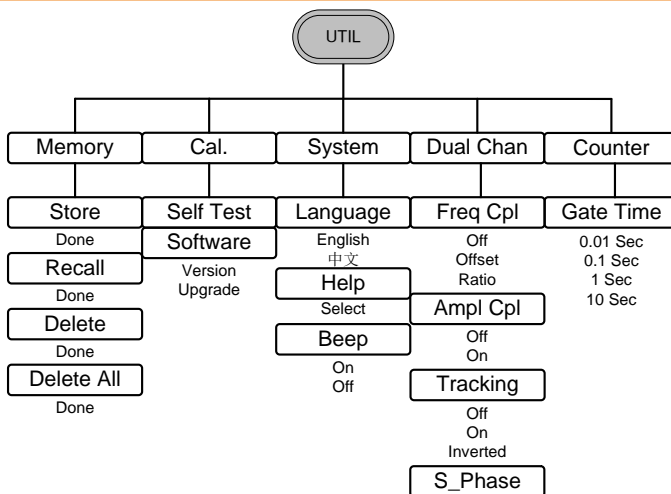 UTIL
Memory
Cal.
System
Dual Chan
Counter
Store
Done
Recall
Done
Delete
Done
Delete All
Done
Self Test
Software
Version
Upgrade
Language
English
中文
Help
Select
Beep
On
Off
Freq Cpl
Off
Offset
Ratio
Ampl Cpl
Off
On
Tracking
Off
On
Inverted
S_Phase
Gate Time
0.01 Sec
0.1 Sec
1 Sec
10 Sec